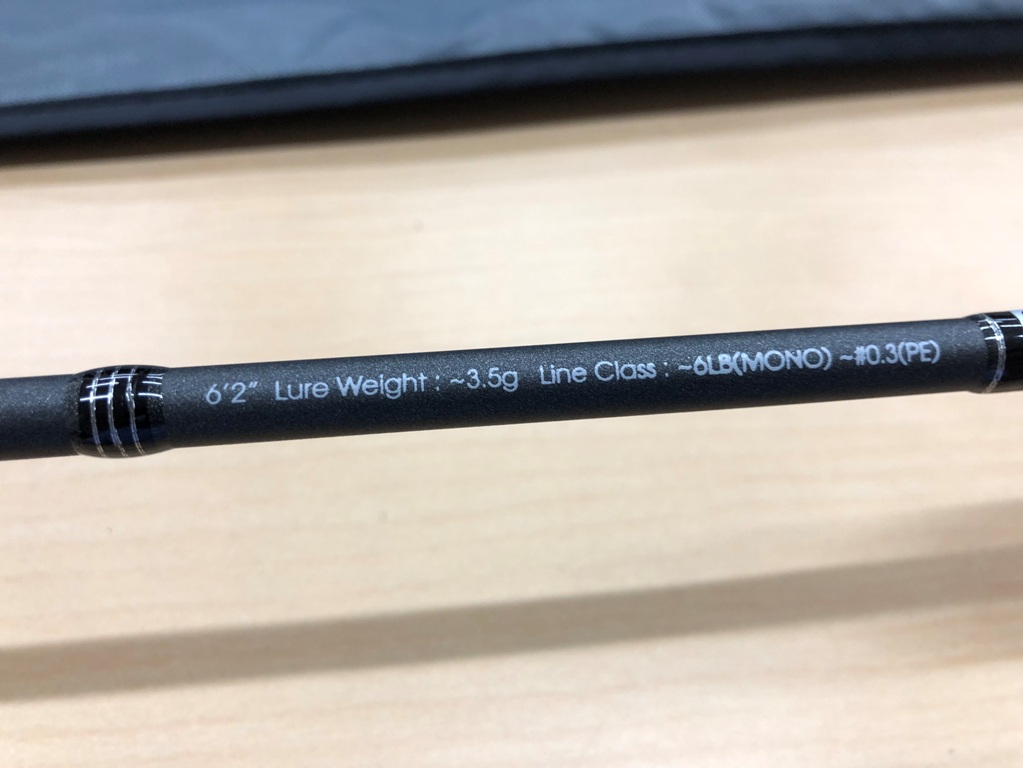 6'2" Lure Weight : ~3.5g Line Class : ~6LB(MONO) ~#0.3(PE)